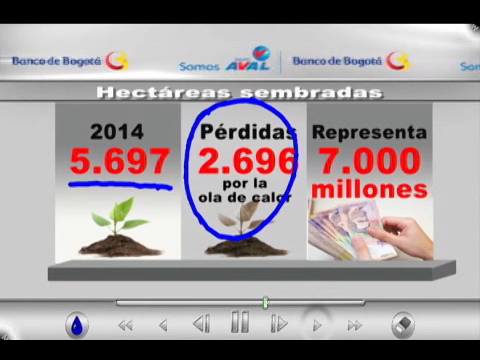 Banco de Bogotá
Somos AVAL
Banco de Bogotá
So
Hectáreas sembradas
2014
5.697
Pérdidas
2.696
por la
ola de calor
Representa
7.000
millones